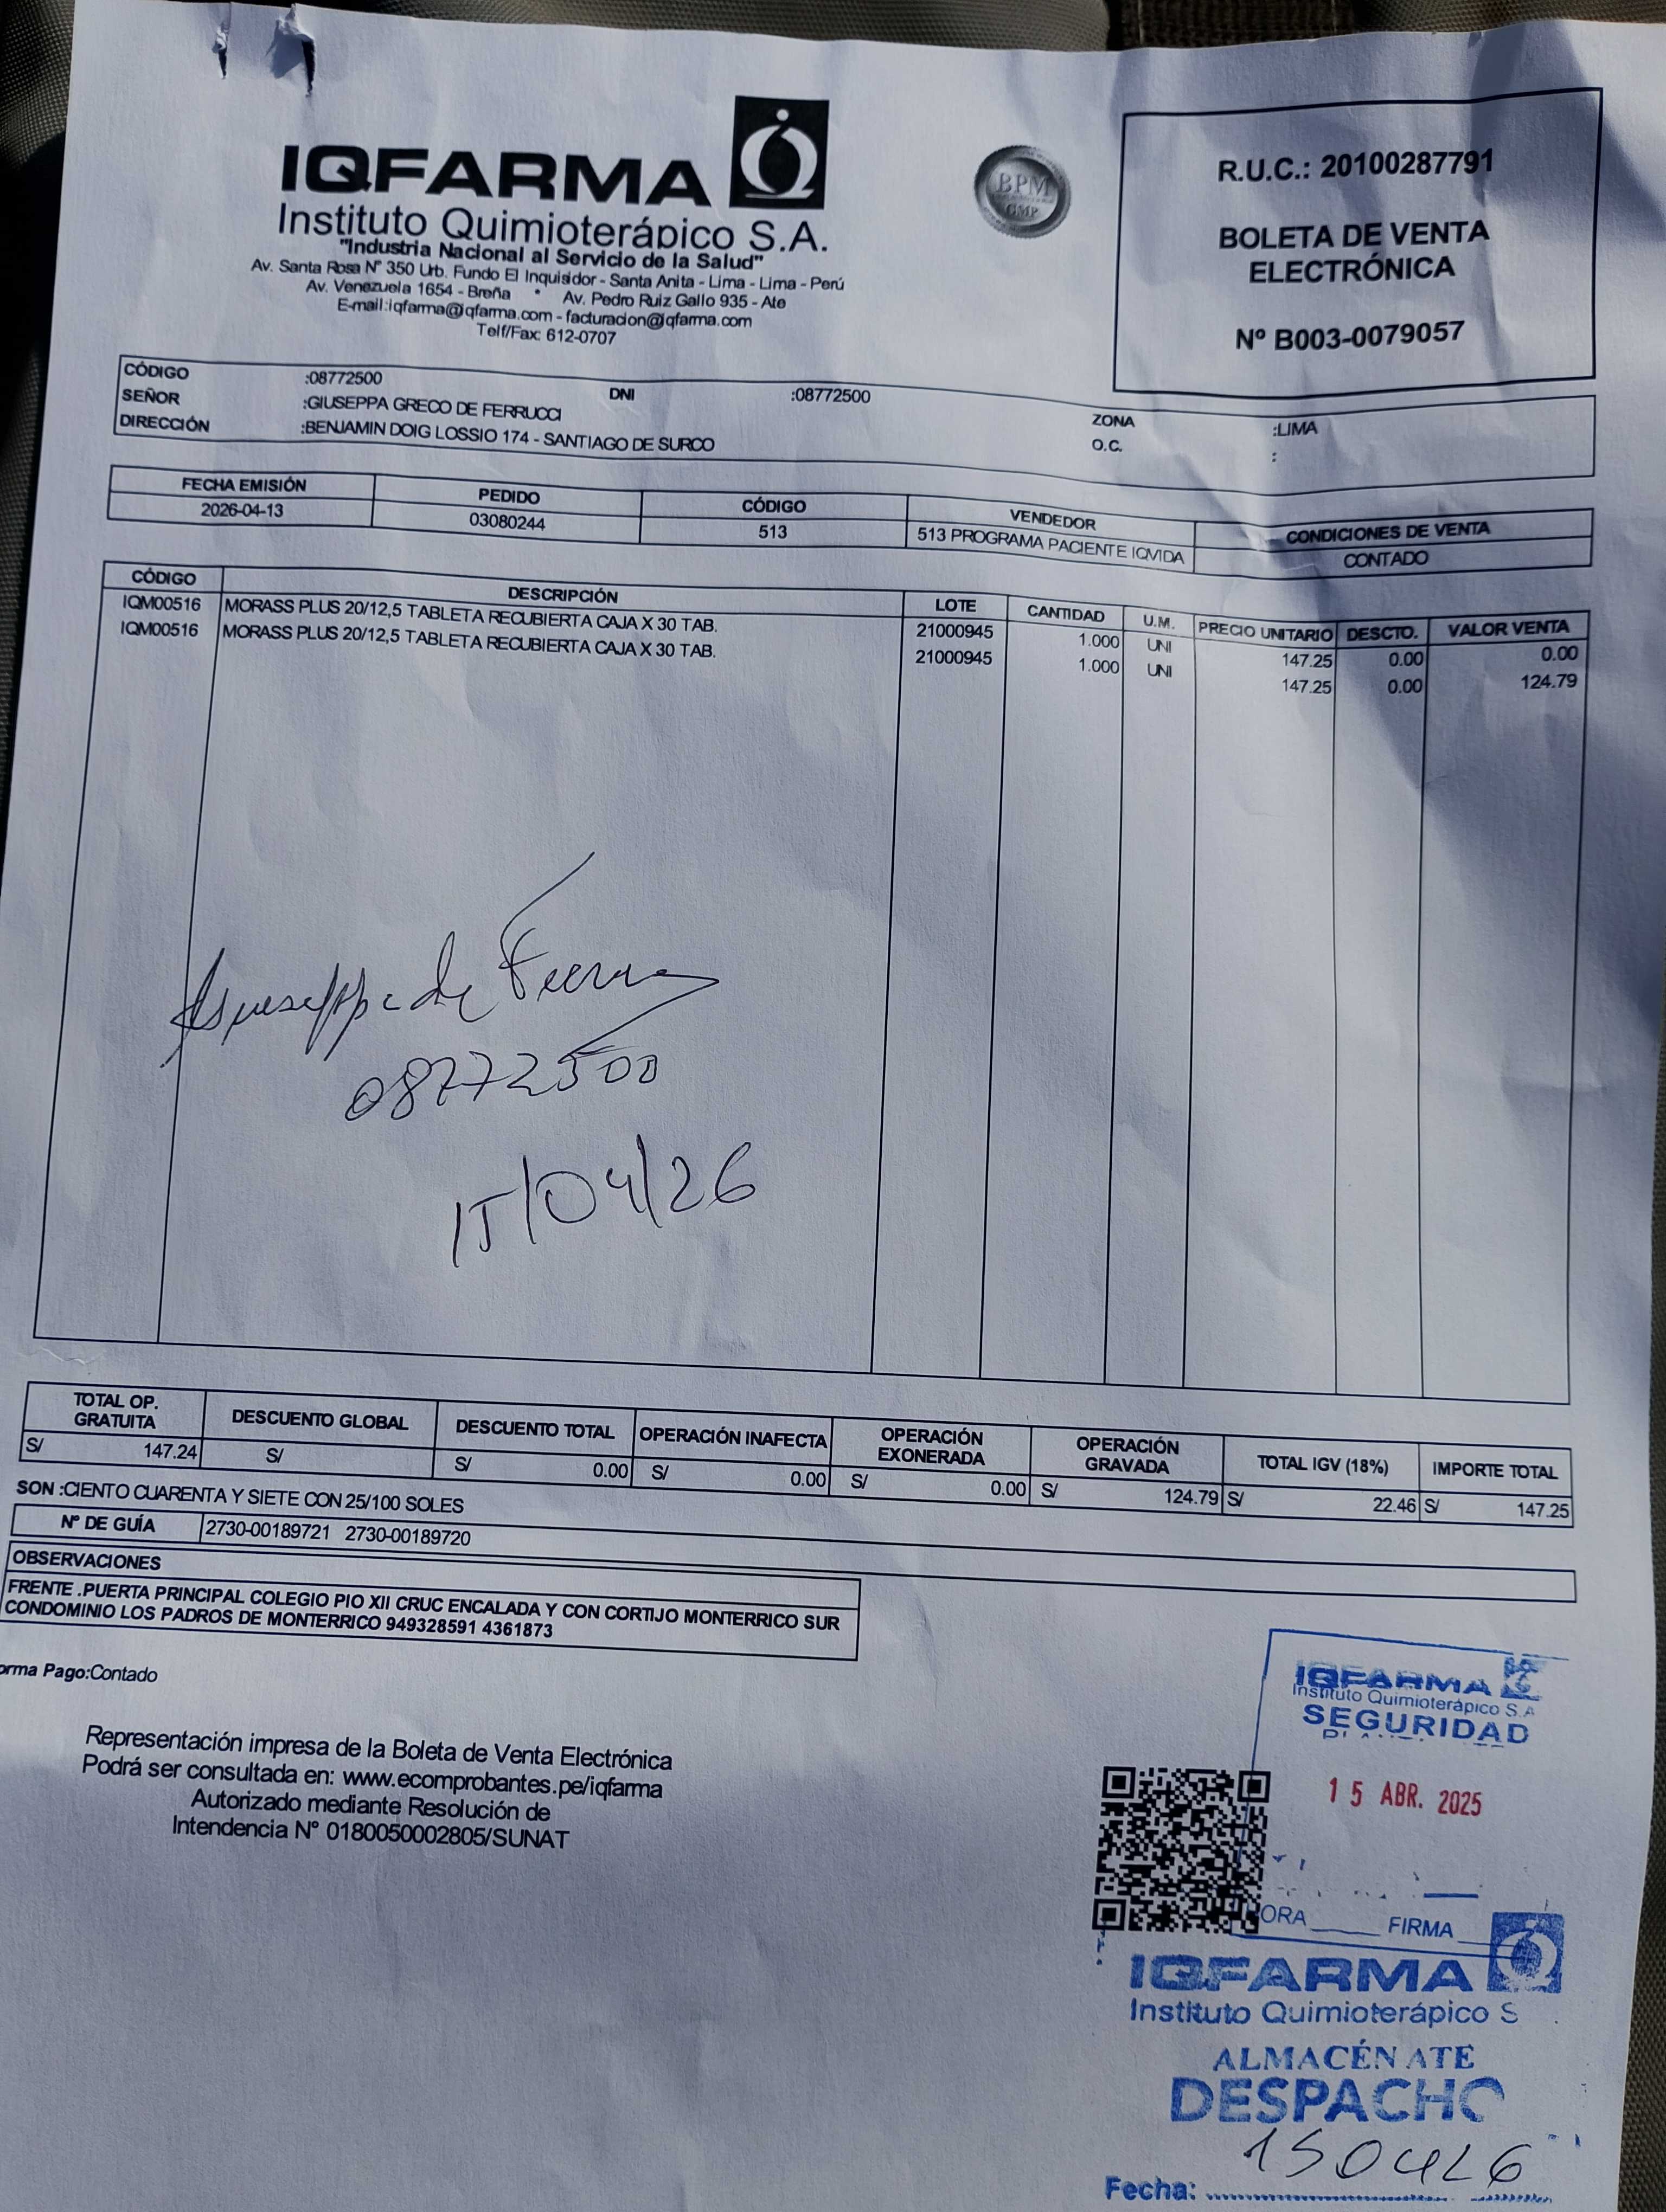 IQFARMA
Instituto Quimioterápico S.A.
"Industria Nacional al Servicio de la Salud"
Av. Santa Rosa N° 350 Urb. Fundo El Inquisidor - Santa Anita - Lima - Lima - Perú
Av. Venezuela 1654 - Breña * Av. Pedro Ruiz Gallo 935 - Ate
E-mail:iqfarma@iqfarma.com - facturacion@iqfarma.com
Telf/Fax: 612-0707
BPM
GMP
R.U.C.: 20100287791
BOLETA DE VENTA
ELECTRÓNICA
Nº B003-0079057
CÓDIGO :08772500 DNI :08772500
SEÑOR :GIUSEPPA GRECO DE FERRUCCI ZONA :LIMA
DIRECCIÓN :BENJAMIN DOIG LOSSIO 174 - SANTIAGO DE SURCO O.C. :
FECHA EMISIÓN PEDIDO CÓDIGO VENDEDOR CONDICIONES DE VENTA
2026-04-13 03080244 513 513 PROGRAMA PACIENTE IQVIDA CONTADO
CÓDIGO DESCRIPCIÓN LOTE CANTIDAD U.M. PRECIO UNITARIO DESCTO. VALOR VENTA
IQM00516 MORASS PLUS 20/12,5 TABLETA RECUBIERTA CAJA X 30 TAB. 21000945 1.000 UNI 147.25 0.00 0.00
IQM00516 MORASS PLUS 20/12,5 TABLETA RECUBIERTA CAJA X 30 TAB. 21000945 1.000 UNI 147.25 0.00 124.79
08772500
15/04/26
TOTAL OP. GRATUITA DESCUENTO GLOBAL DESCUENTO TOTAL OPERACIÓN INAFECTA OPERACIÓN EXONERADA OPERACIÓN GRAVADA TOTAL IGV (18%) IMPORTE TOTAL
S/ 147.24 S/ S/ 0.00 S/ 0.00 S/ 0.00 S/ 124.79 S/ 22.46 S/ 147.25
SON :CIENTO CUARENTA Y SIETE CON 25/100 SOLES
Nº DE GUÍA 2730-00189721 2730-00189720
OBSERVACIONES
FRENTE .PUERTA PRINCIPAL COLEGIO PIO XII CRUC ENCALADA Y CON CORTIJO MONTERRICO SUR
CONDOMINIO LOS PADROS DE MONTERRICO 949328591 4361873
orma Pago:Contado
Representación impresa de la Boleta de Venta Electrónica
Podrá ser consultada en: www.ecomprobantes.pe/iqfarma
Autorizado mediante Resolución de
Intendencia N° 0180050002805/SUNAT
IQFARMA
Instituto Quimioterápico S.A
SEGURIDAD
15 ABR. 2025
HORA FIRMA
IQFARMA
Instituto Quimioterápico S
ALMACÉN ATE
DESPACHO
150426
Fecha: